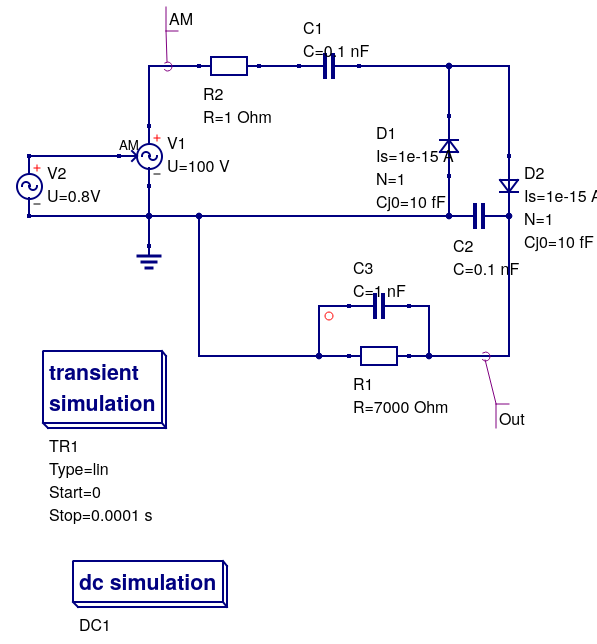 AM
C1
C=0.1 nF
R2
R=1 Ohm
AM
V1
U=100 V
V2
U=0.8V
D1
Is=1e-15 A
N=1
Cj0=10 fF
D2
Is=1e-15 A
N=1
Cj0=10 fF
C2
C=0.1 nF
C3
C=1 nF
R1
R=7000 Ohm
Out
transient
simulation
TR1
Type=lin
Start=0
Stop=0.0001 s
dc simulation
DC1